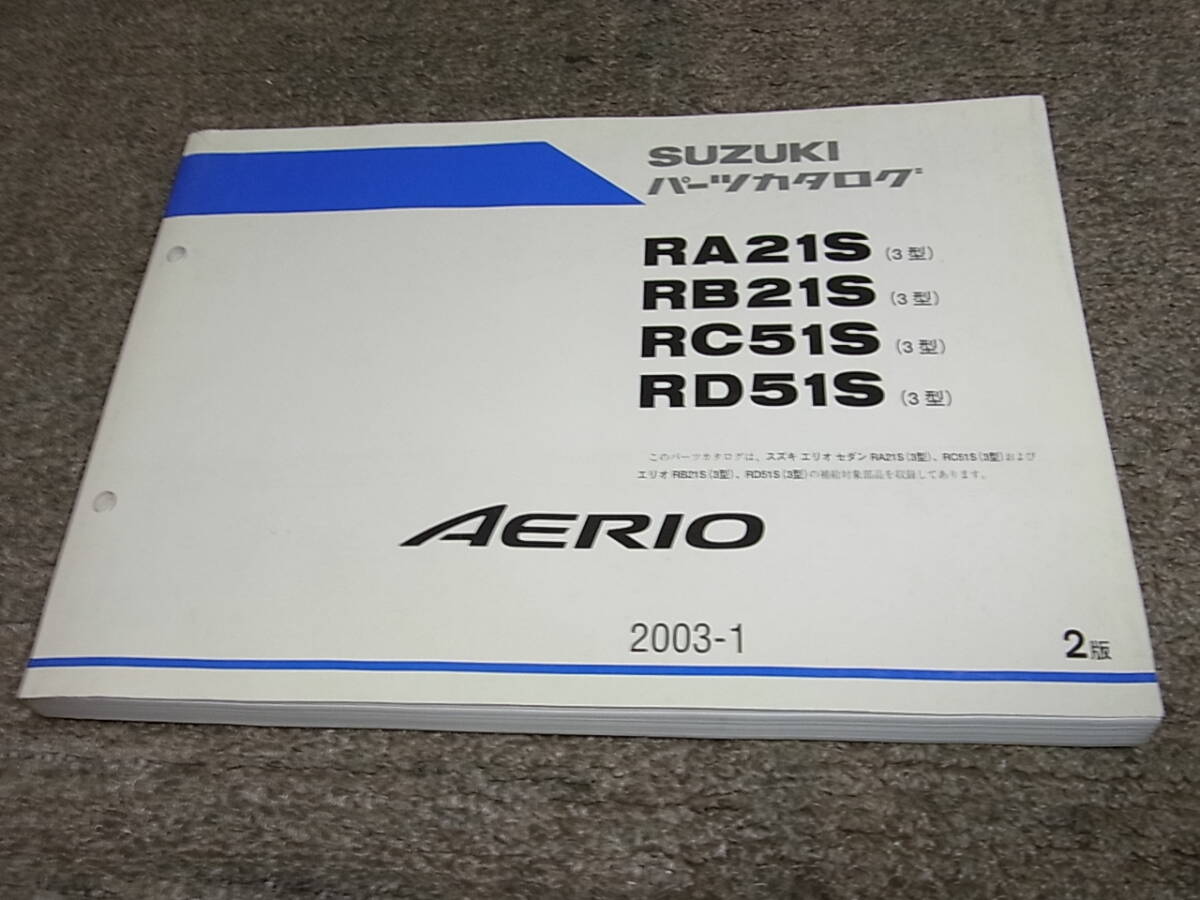 SUZUKI
パーツカタログ
RA21S (3型)
RB21S (3型)
RC51S (3型)
RD51S (3型)
このパーツカタログは、スズキ エリオ セダン RA21S(3型)、RC51S(3型)および
エリオ RB21S(3型)、RD51S(3型)の補給対象部品を収録してあります。
AERIO
2003-1
2版